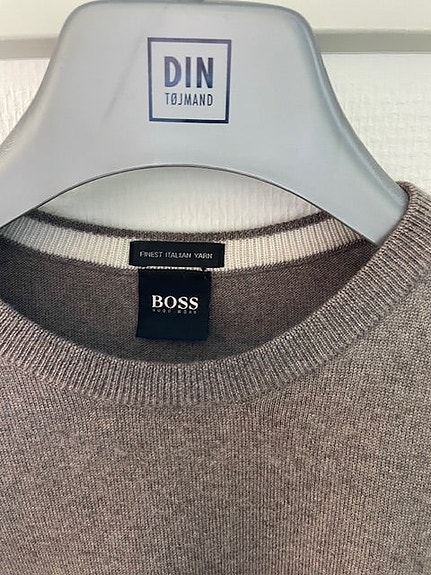 DIN
TØJMAND
FINEST ITALIAN YARN
BOSS
HUGO BOSS